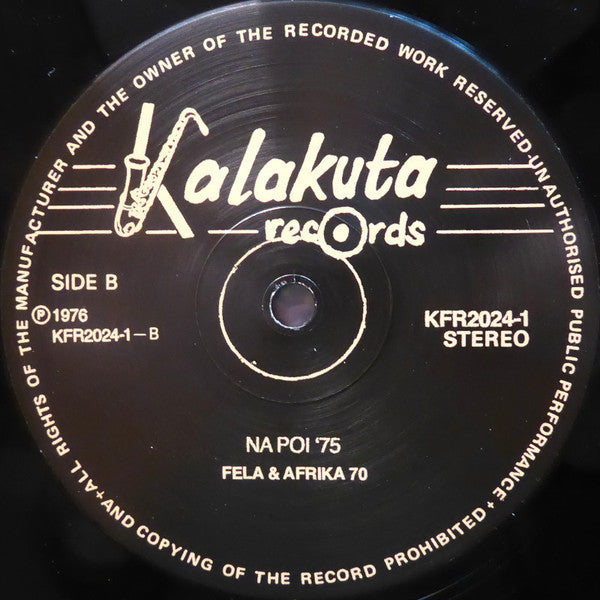 +ALL RIGHTS OF THE MANUFACTURER AND THE OWNER OF THE RECORDED WORK RESERVED-UNAUTHORISED PUBLIC PERFORMANCE+
+AND COPYING OF THE RECORD PROHIBITED+
Kalakuta
records
SIDE B
Ⓟ1976
KFR2024-1-B
KFR2024-1
STEREO
NA POI '75
FELA & AFRIKA 70